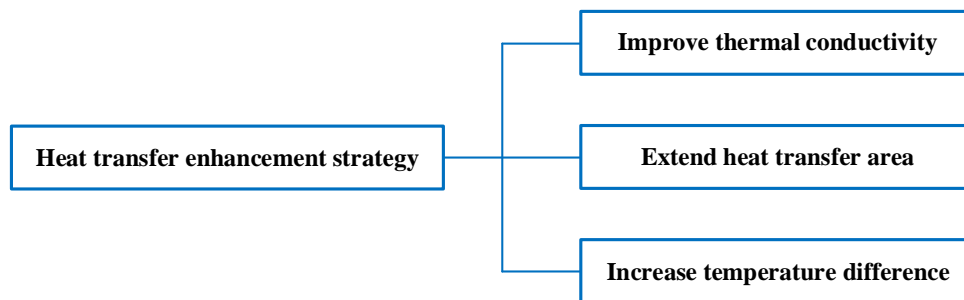 Improve thermal conductivity
Heat transfer enhancement strategy
Extend heat transfer area
Increase temperature difference